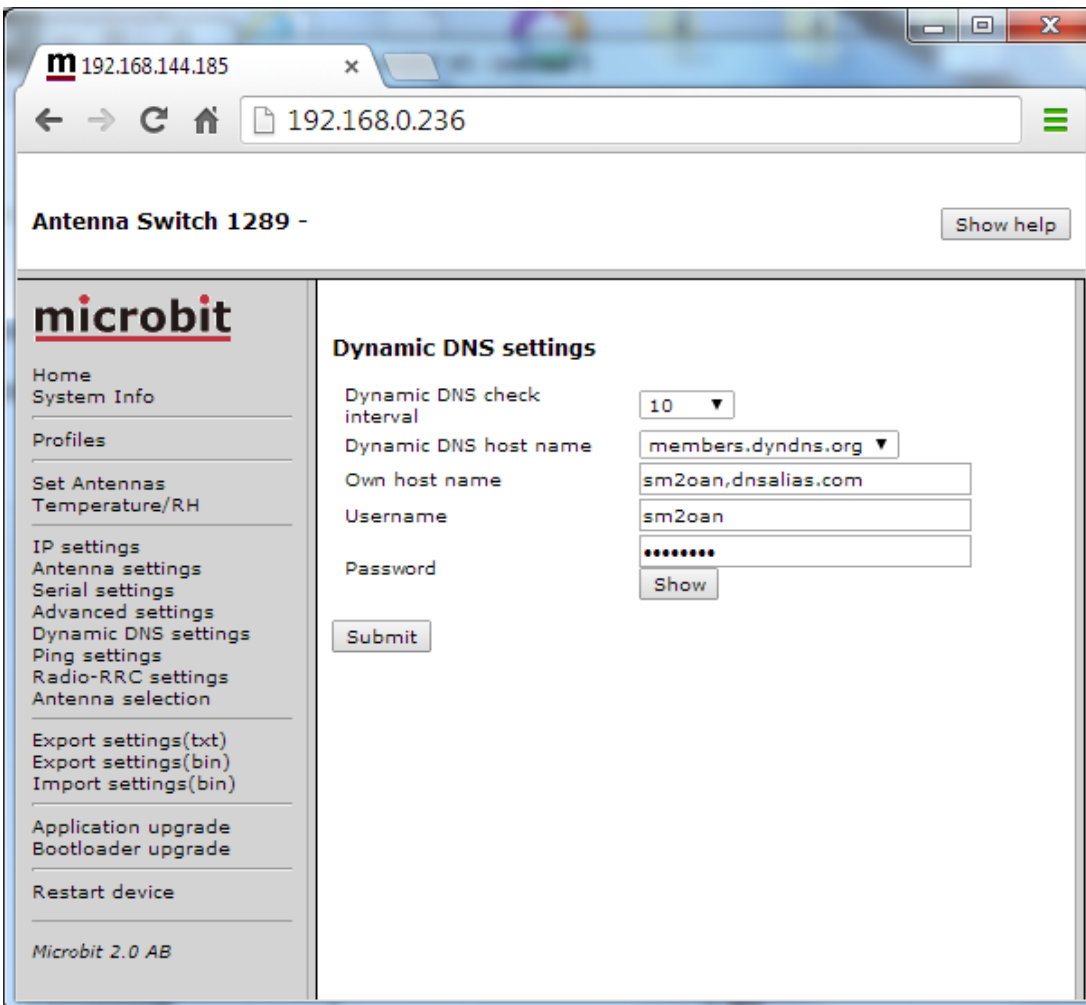 m 192.168.144.185
192.168.0.236
Antenna Switch 1289 -
Show help
microbit
Home
System Info
Profiles
Set Antennas
Temperature/RH
IP settings
Antenna settings
Serial settings
Advanced settings
Dynamic DNS settings
Ping settings
Radio-RRC settings
Antenna selection
Export settings(txt)
Export settings(bin)
Import settings(bin)
Application upgrade
Bootloader upgrade
Restart device
Microbit 2.0 AB
Dynamic DNS settings
Dynamic DNS check
interval
10
Dynamic DNS host name
members.dyndns.org
Own host name
sm2oan,dnsalias.com
Username
sm2oan
Password
••••••••
Show
Submit